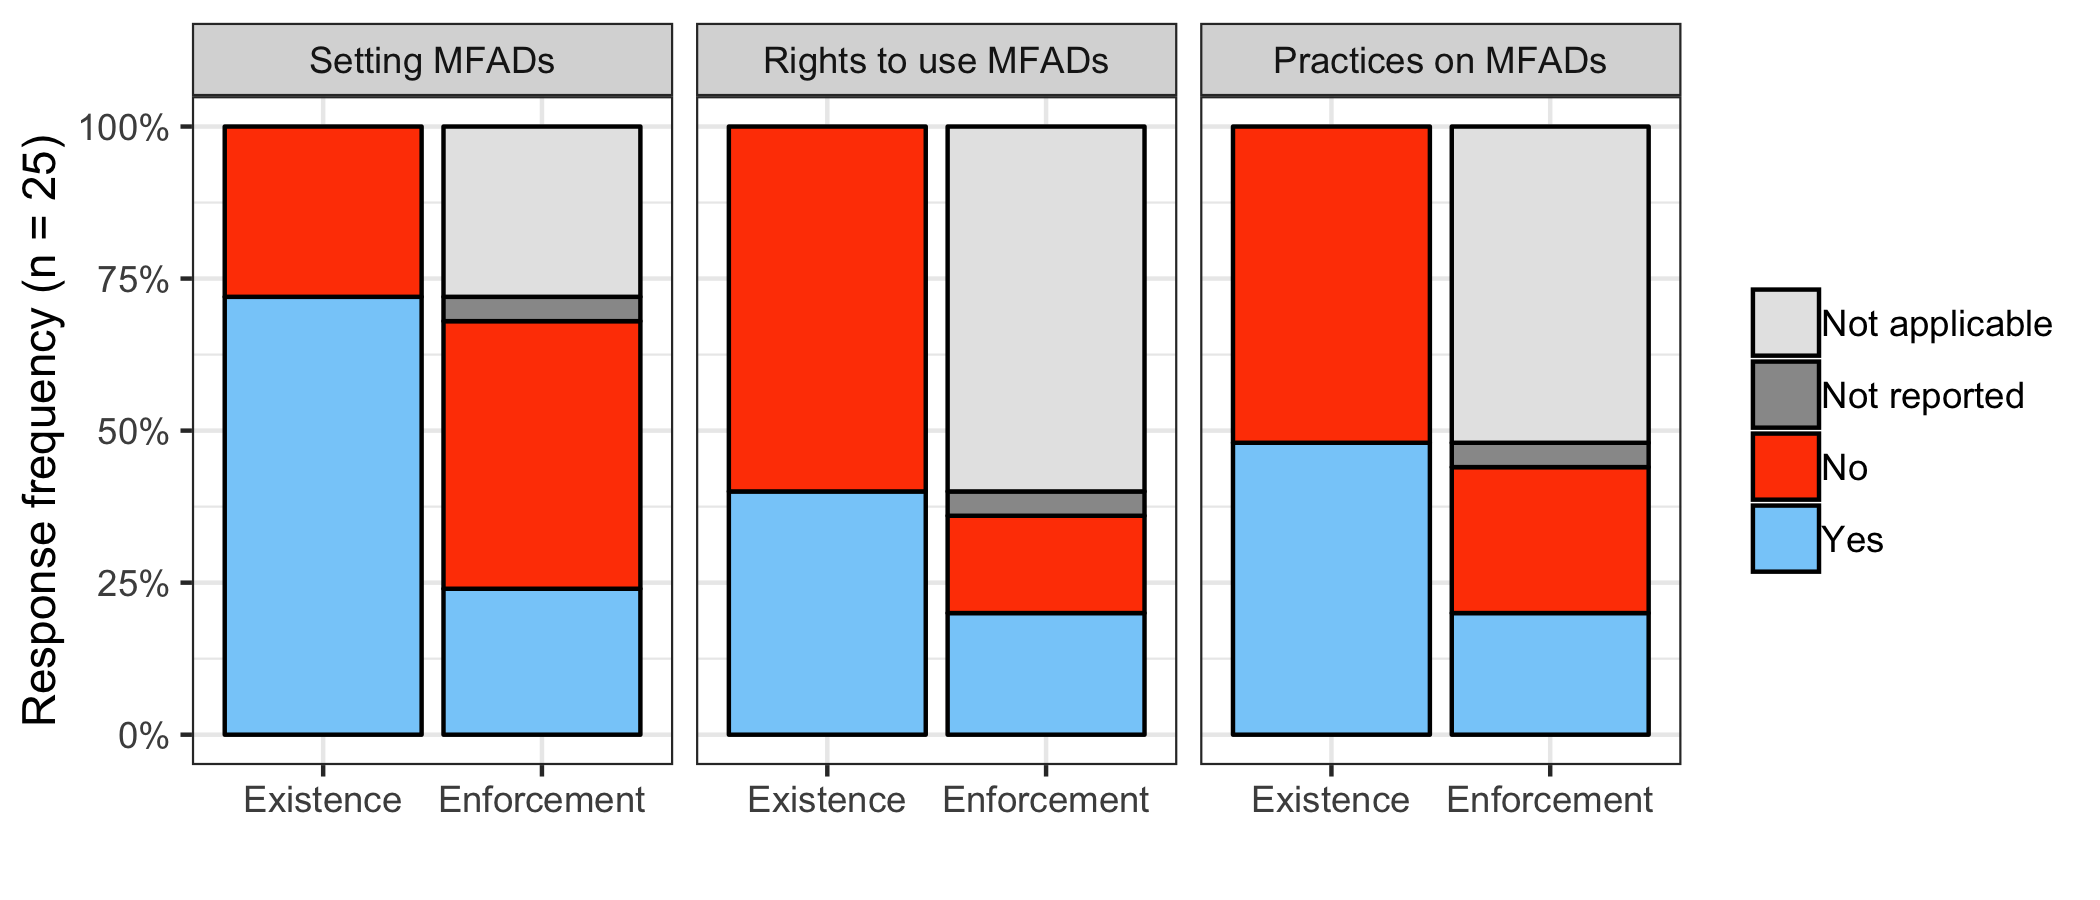 Setting MFADs
Rights to use MFADs
Practices on MFADs
Response frequency (n = 25)
100%
75%
50%
25%
0%
Existence
Enforcement
Existence
Enforcement
Existence
Enforcement
Not applicable
Not reported
No
Yes